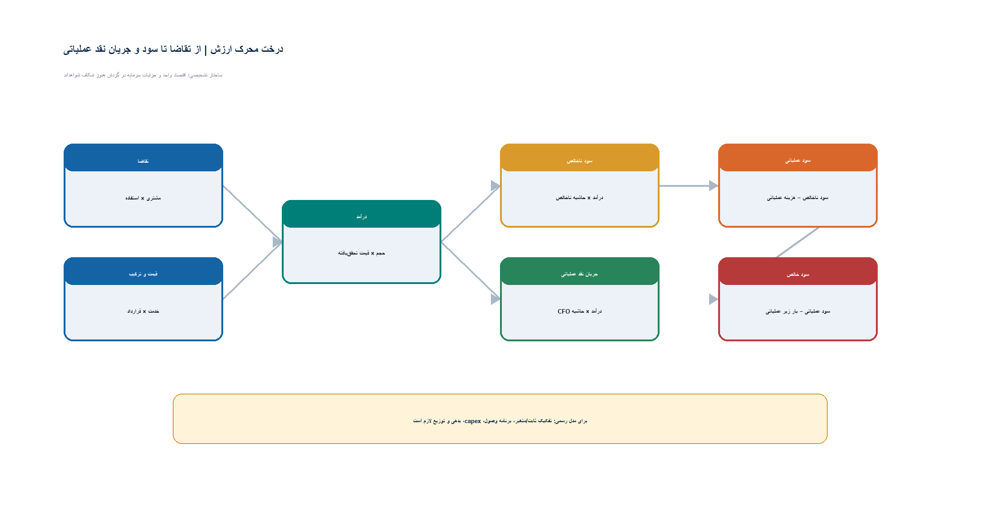 درخت محرک ارزش | از تقاضا تا سود و جریان نقد عملیاتی
ساختار تشخیصی؛ اقتصاد واحد و جزئیات سرمایه در گردش هنوز شکاف شواهداند
تقاضا
مشتری × استفاده
قیمت و ترکیب
خدمت × قرارداد
درآمد
حجم × قیمت تحقق‌یافته
سود ناخالص
درآمد × حاشیه ناخالص
جریان نقد عملیاتی
درآمد × حاشیه CFO
سود عملیاتی
سود ناخالص − هزینه عملیاتی
سود خالص
سود عملیاتی − بار زیر عملیاتی
برای مدل رسمی: تفکیک ثابت/متغیر، برنامه وصول، capex، بدهی و توزیع لازم است